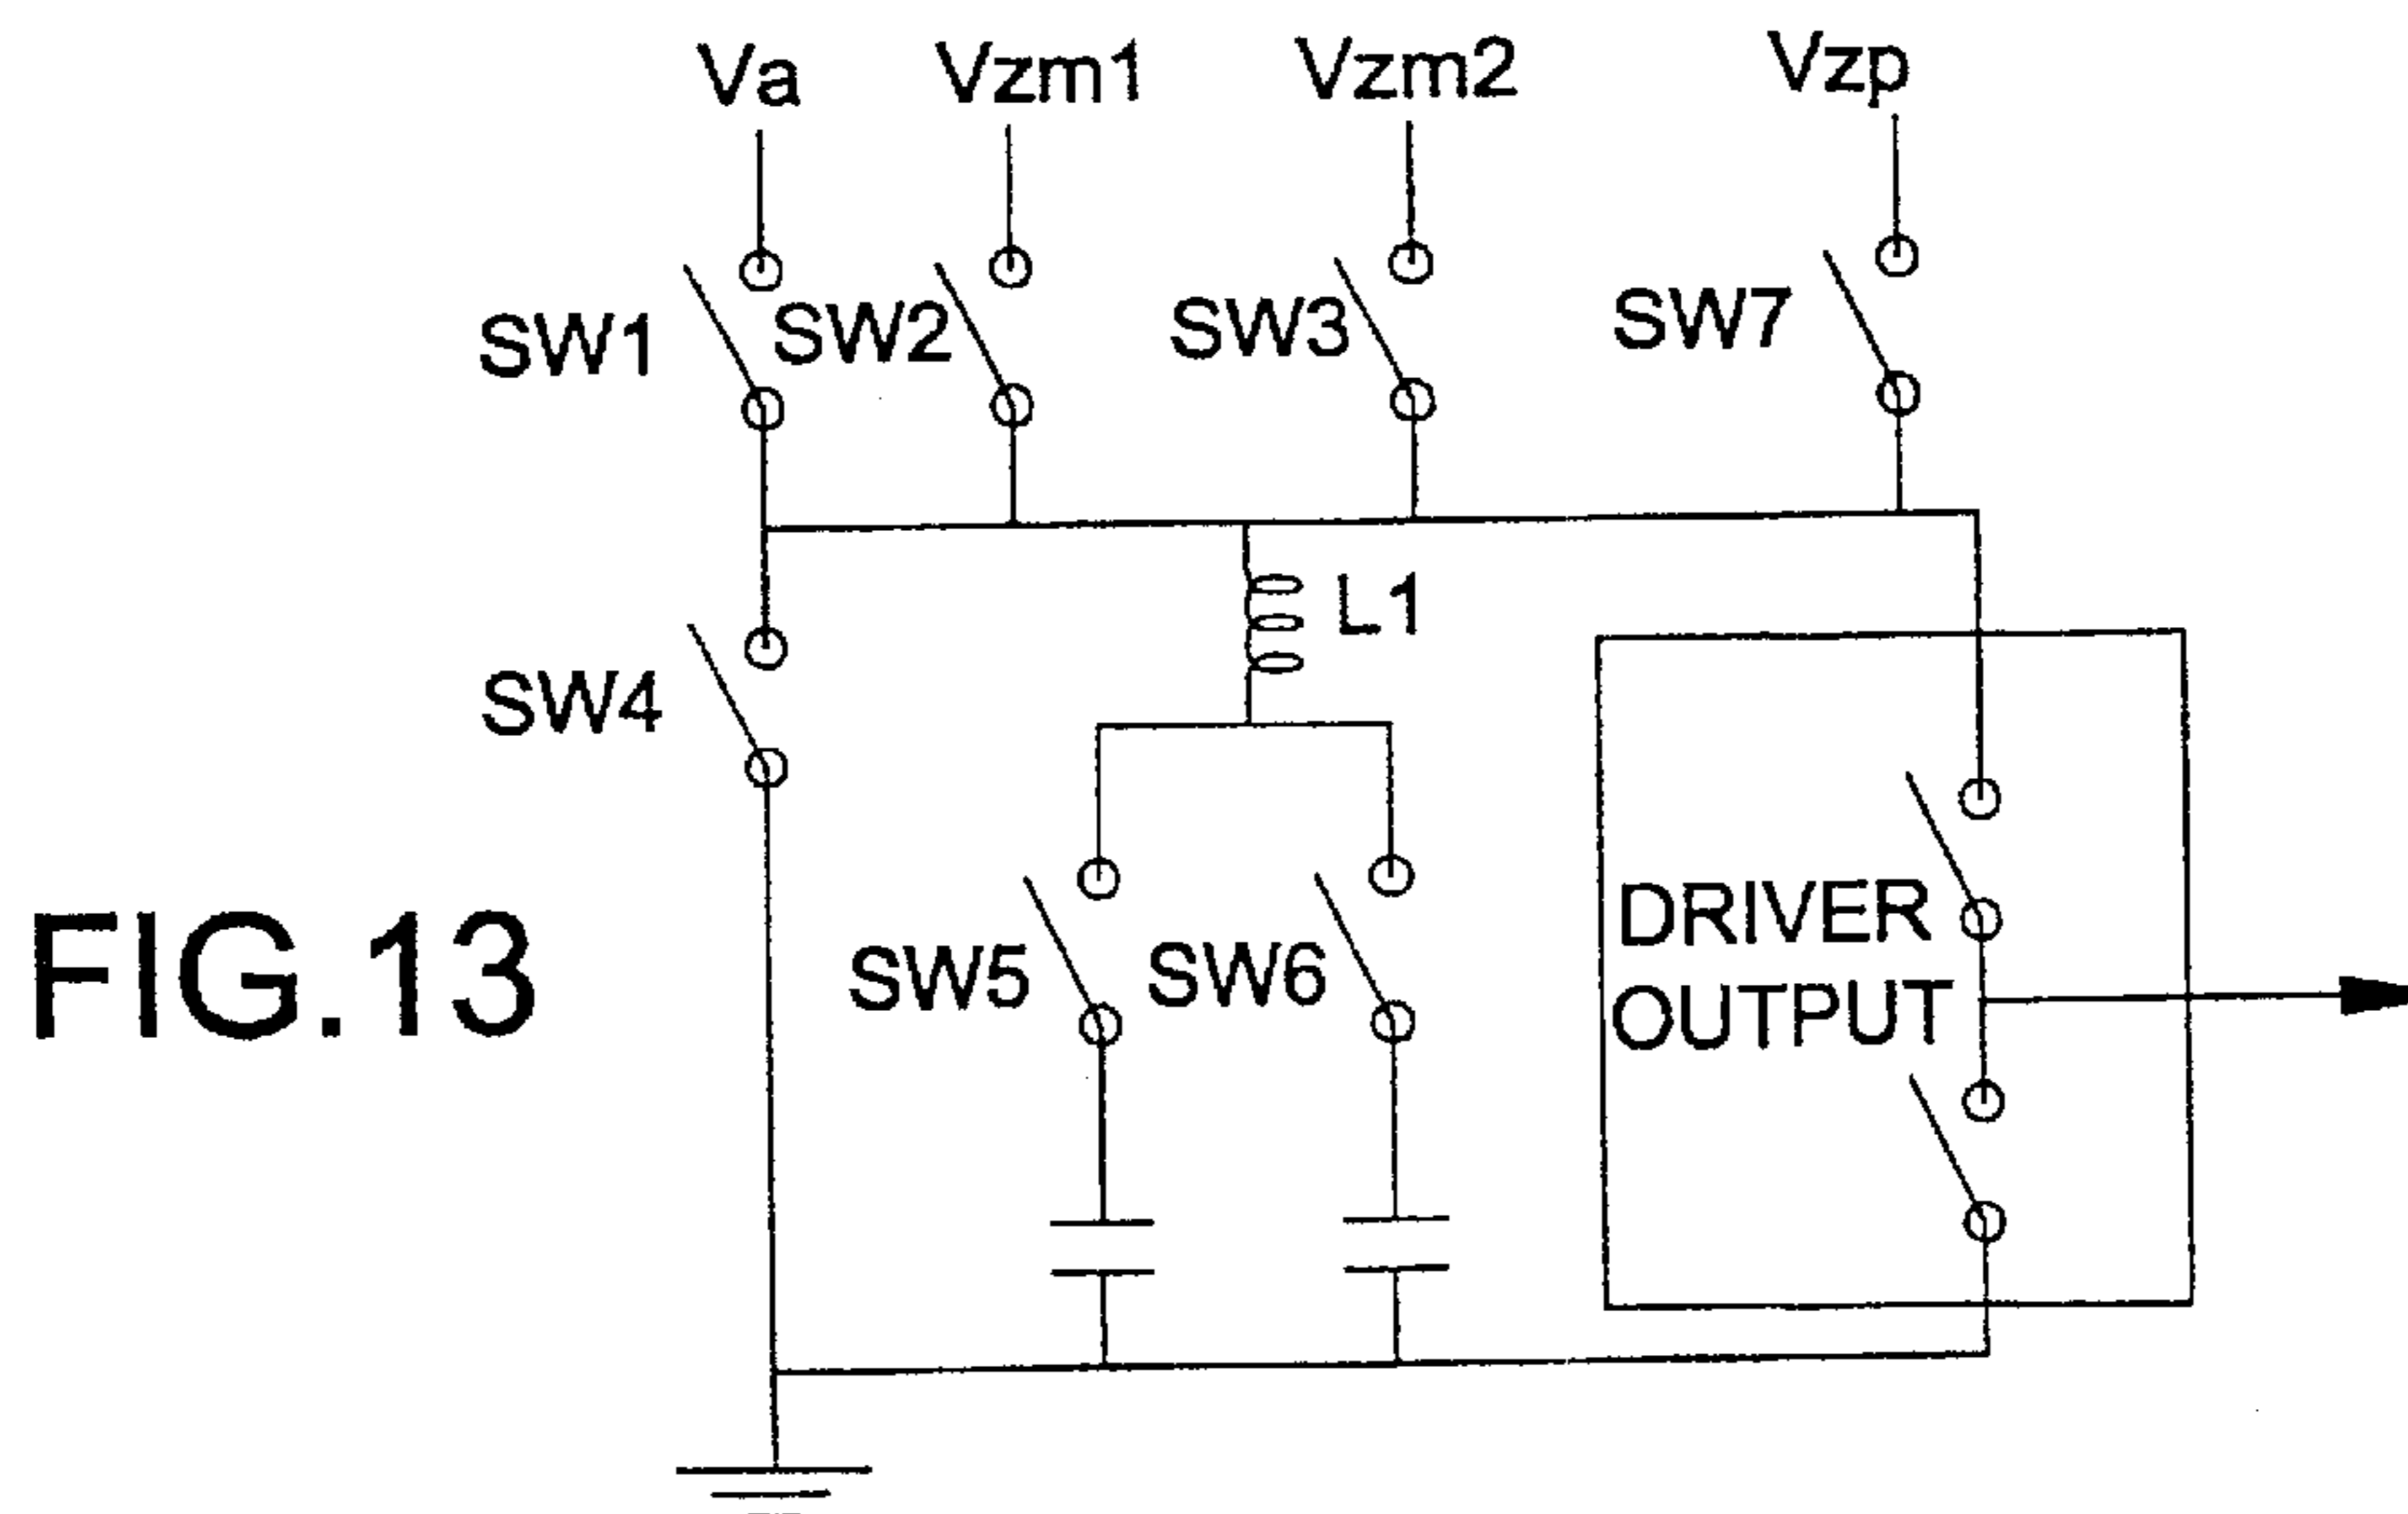 Va Vzm1 Vzm2 Vzp
SW1 SW2 SW3 SW7
L1
SW4
SW5 SW6
DRIVER
OUTPUT
FIG.13